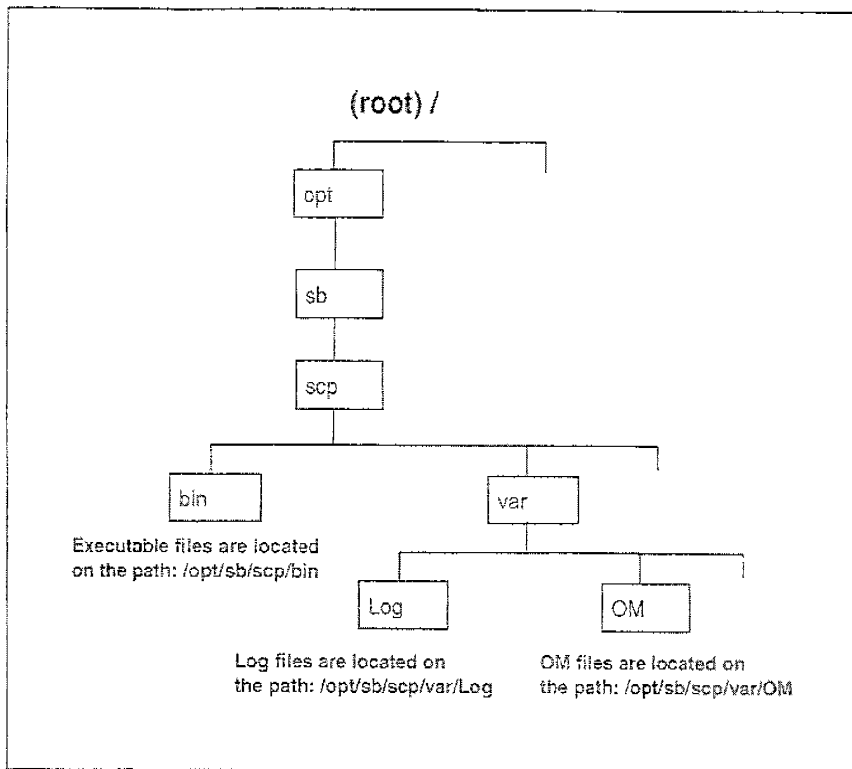 (root) /
opt
sb
scp
bin
var
Executable files are located
on the path: /opt/sb/scp/bin
Log
OM
Log files are located on
the path: /opt/sb/scp/var/Log
OM files are located on
the path: /opt/sb/scp/var/OM